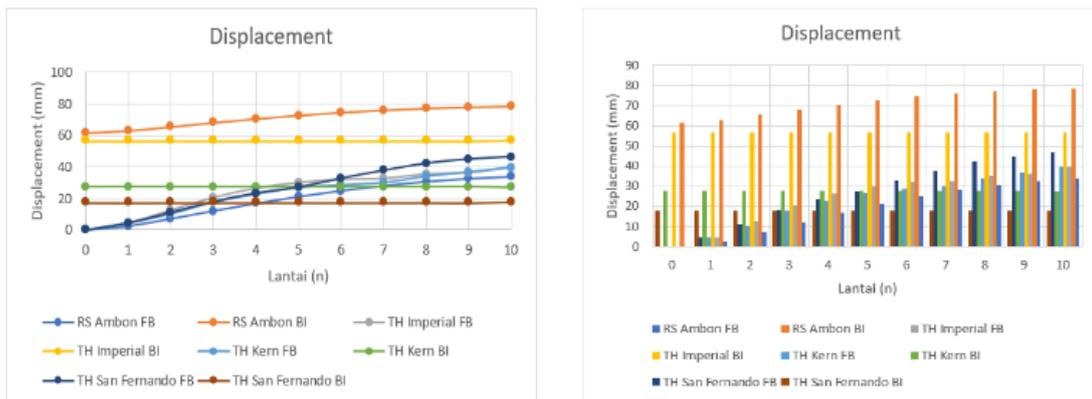 Displacement
100
80
60
40
20
0
Displacement (mm)
0 1 2 3 4 5 6 7 8 9 10
Lantai (n)
RS Ambon FB RS Ambon BI TH Imperial FB
TH Imperial BI TH Kern FB TH Kern BI
TH San Fernando FB TH San Fernando BI
Displacement
90
80
70
60
50
40
30
20
10
0
Displacement (mm)
0 1 2 3 4 5 6 7 8 9 10
Lantai (n)
RS Ambon FB RS Ambon BI TH Imperial FB
TH Imperial BI TH Kern FB TH Kern BI
TH San Fernando FB TH San Fernando BI